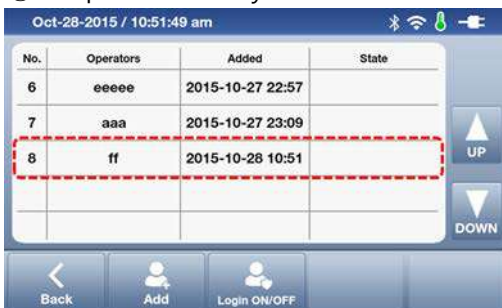 Oct-28-2015 / 10:51:49 am
No. Operators Added State
6 eeeee 2015-10-27 22:57
7 aaa 2015-10-27 23:09
8 ff 2015-10-28 10:51
UP
DOWN
Back Add Login ON/OFF